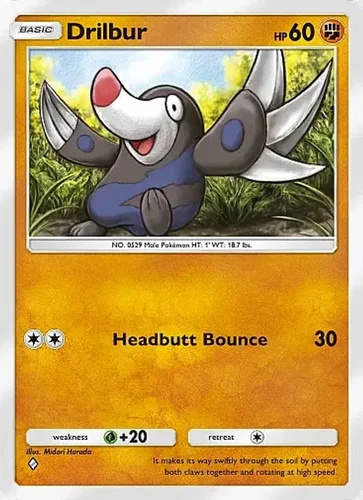 BASIC
Drilbur HP60
NO. 0529 Mole Pokémon HT: 1' WT: 18.7 lbs.
Headbutt Bounce 30
weakness +20 retreat
Illus. Midori Harada
It makes its way swiftly through the soil by putting
both claws together and rotating at high speed.